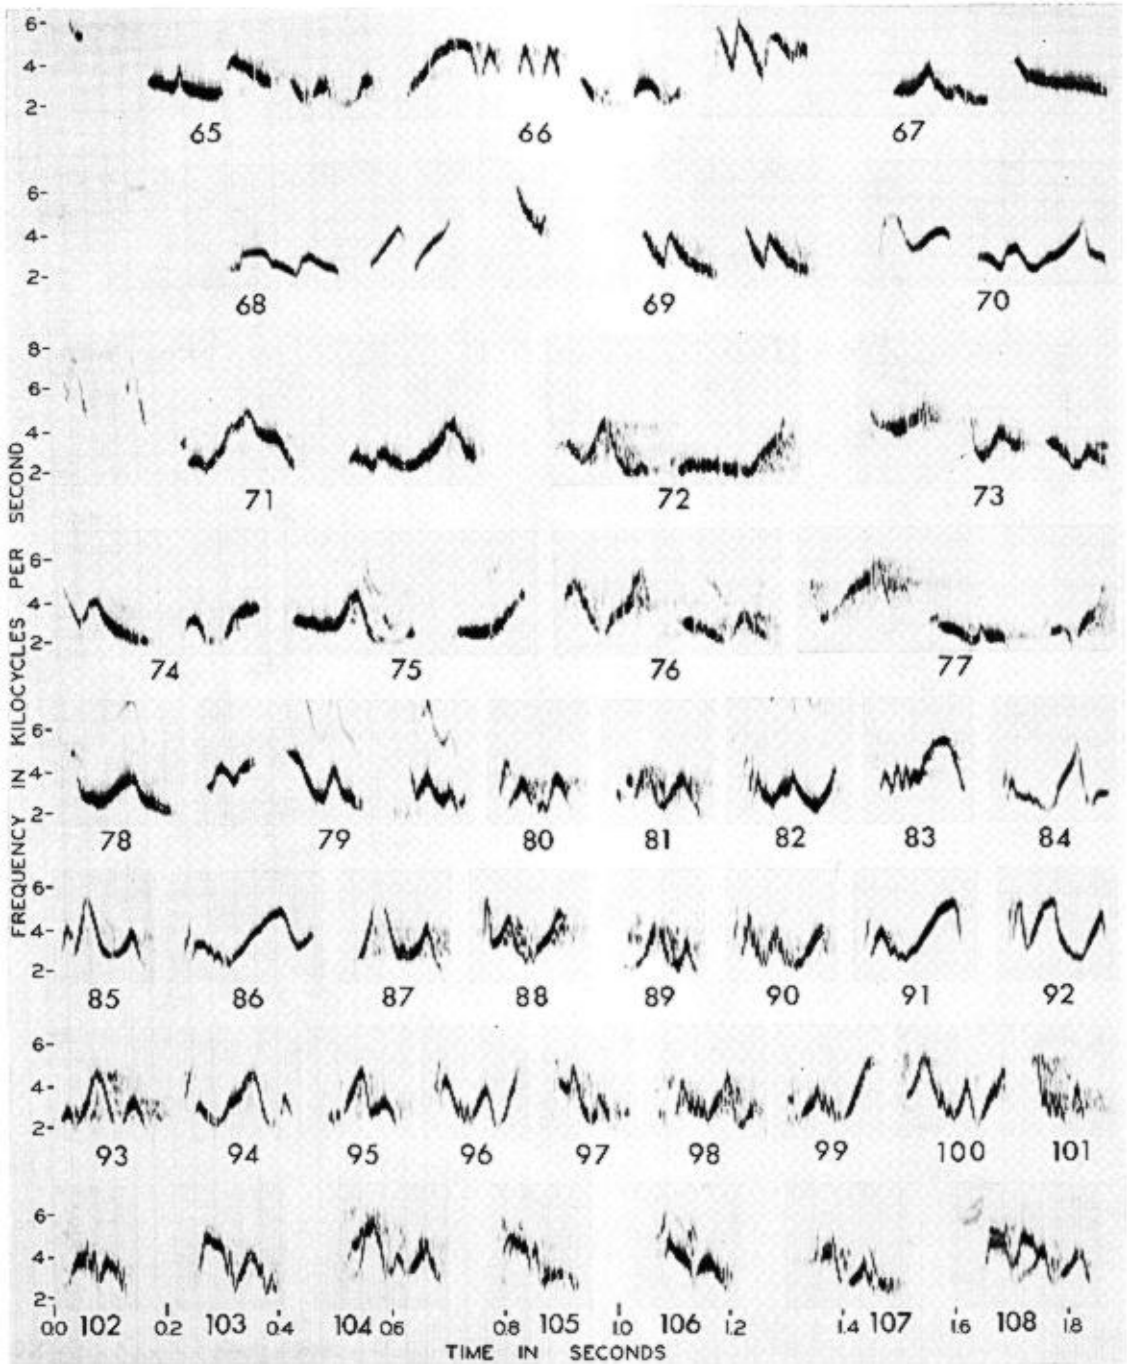 6-
4-
2-
65 66 67
6-
4-
2-
68 69 70
8-
6-
4-
2-
71 72 73
6-
4-
2-
74 75 76 77
6-
4-
2-
78 79 80 81 82 83 84
6-
4-
2-
85 86 87 88 89 90 91 92
6-
4-
2-
93 94 95 96 97 98 99 100 101
6-
4-
2-
FREQUENCY IN KILOCYCLES PER SECOND
0.0 102 0.2 103 0.4 104 0.6 0.8 105 1.0 106 1.2 1.4 107 1.6 108 1.8
TIME IN SECONDS